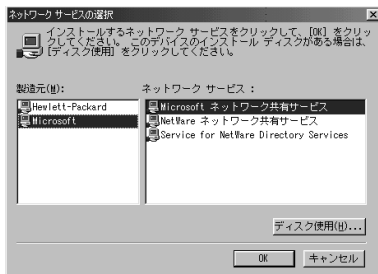 ネットワーク サービスの選択
インストールするネットワーク サービスをクリックして、[OK] をクリッ
クしてください。 このデバイスのインストール ディスクがある場合は、
[ディスク使用] をクリックしてください。
製造元(M):
ネットワーク サービス :
Hewlett-Packard
Microsoft
Microsoft ネットワーク共有サービス
NetWare ネットワーク共有サービス
Service for NetWare Directory Services
ディスク使用(H)...
OK
キャンセル